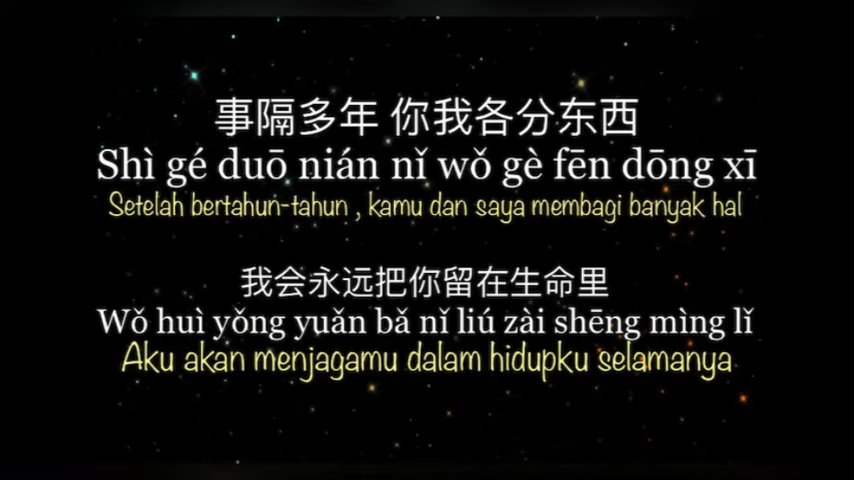 事隔多年 你我各分东西
Shì gé duō nián nǐ wǒ gè fēn dōng xī
Setelah bertahun-tahun , kamu dan saya membagi banyak hal
我会永远把你留在生命里
Wǒ huì yǒng yuǎn bǎ nǐ liú zài shēng mìng lǐ
Aku akan menjagamu dalam hidupku selamanya